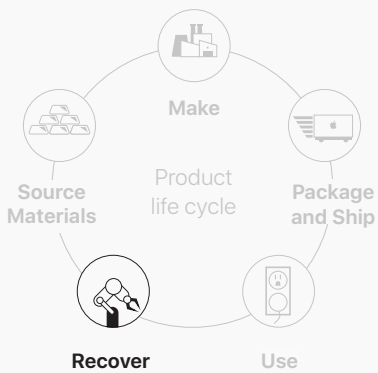 Make
Source
Materials
Product
life cycle
Package
and Ship
Recover
Use